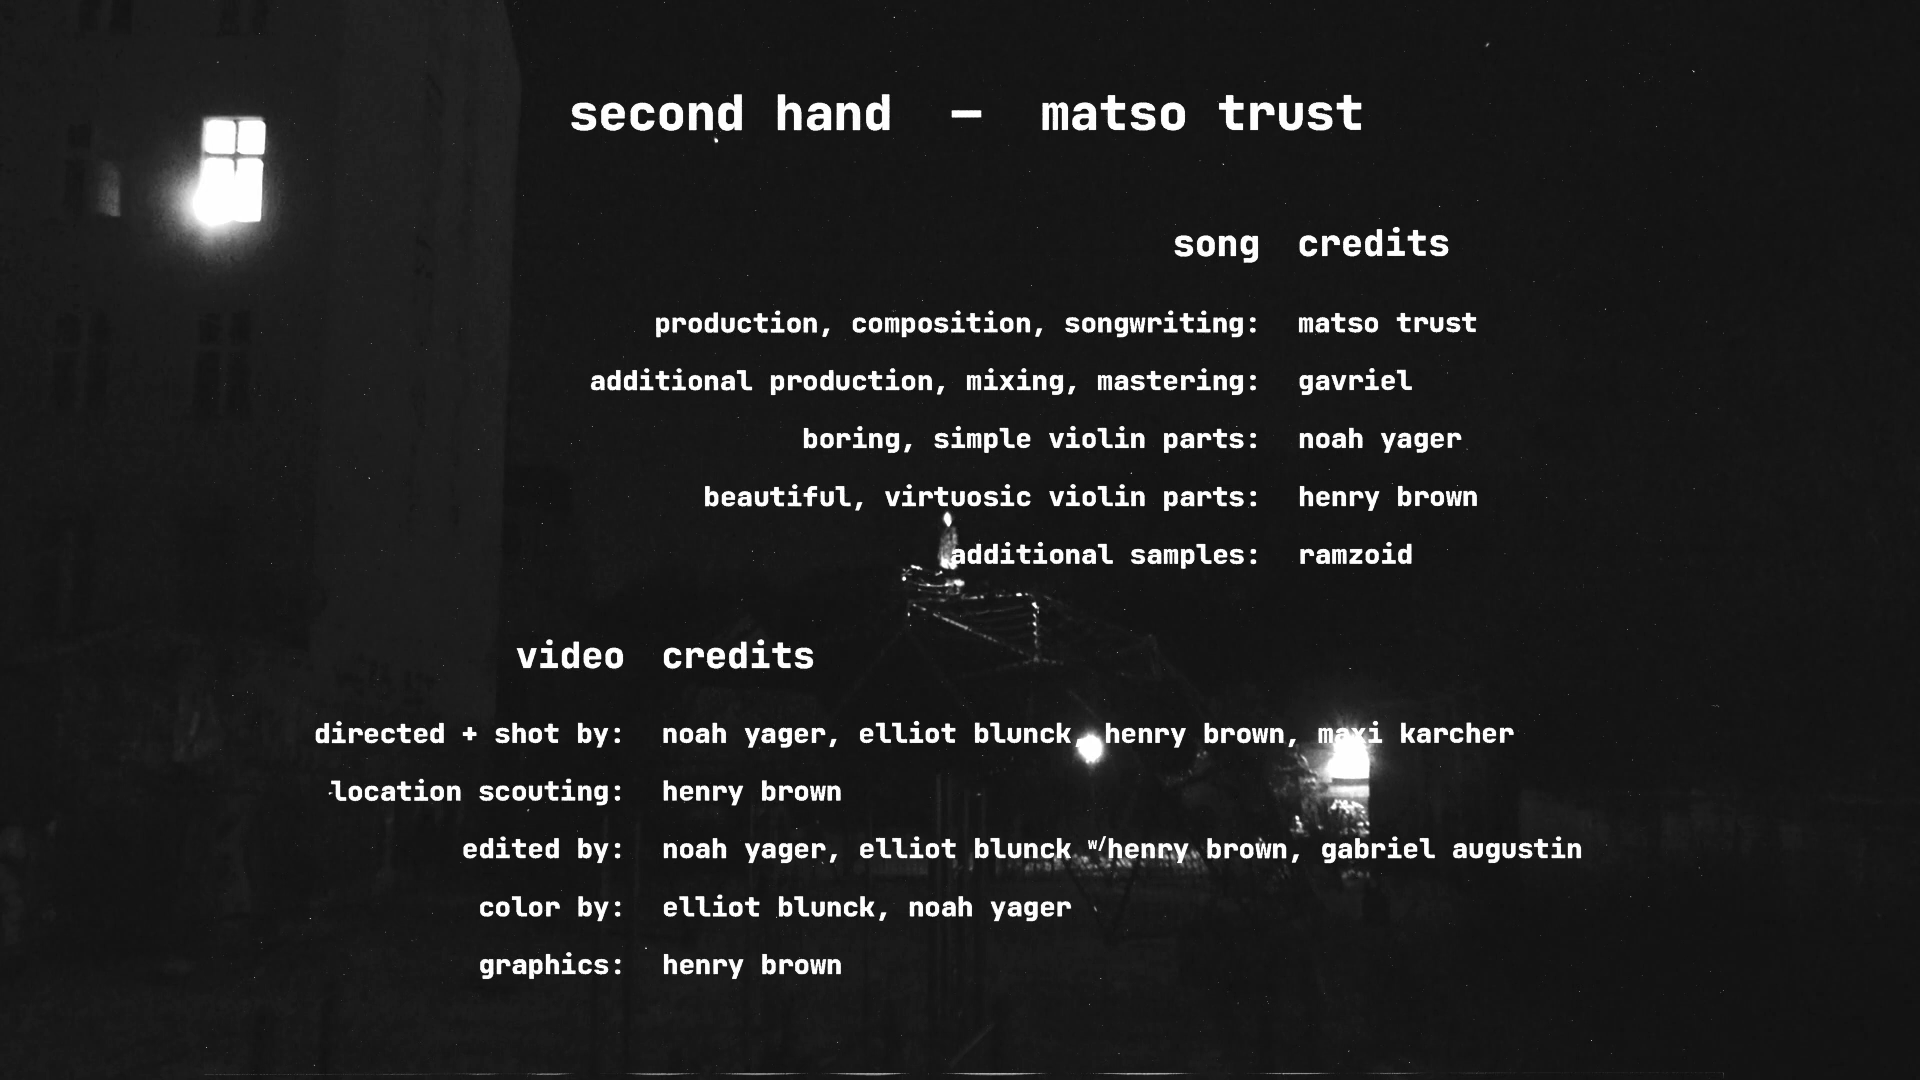 second hand — matso trust
song credits
production, composition, songwriting: matso trust
additional production, mixing, mastering: gavriel
boring, simple violin parts: noah yager
beautiful, virtuosic violin parts: henry brown
additional samples: ramzoid
video credits
directed + shot by: noah yager, elliot blunck, henry brown, maxi karcher
location scouting: henry brown
edited by: noah yager, elliot blunck w/henry brown, gabriel augustin
color by: elliot blunck, noah yager
graphics: henry brown